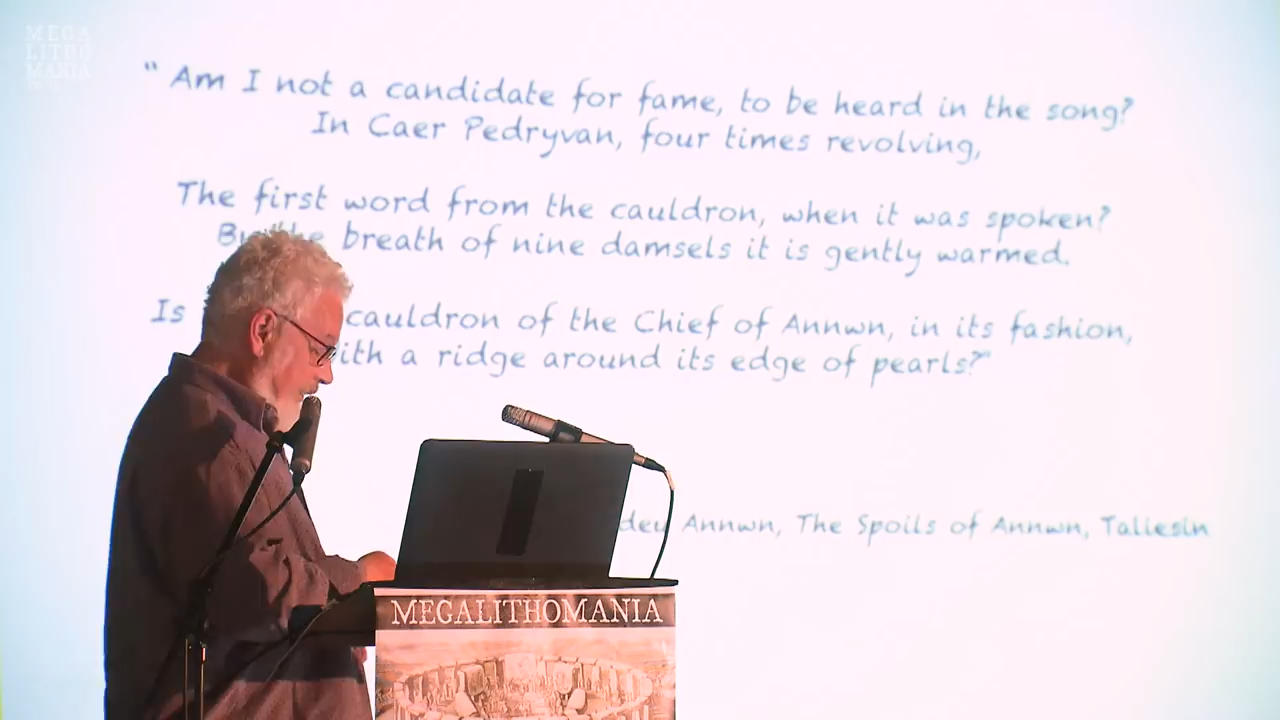 MEGA
LITHO
MANIA
“ Am I not a candidate for fame, to be heard in the song?
In Caer Pedryvan, four times revolving,
The first word from the cauldron, when it was spoken?
By the breath of nine damsels it is gently warmed.
Is cauldron of the Chief of Annwn, in its fashion,
ith a ridge around its edge of pearls?”
deu Annwn, The Spoils of Annwn, Taliesin
MEGALITHOMANIA